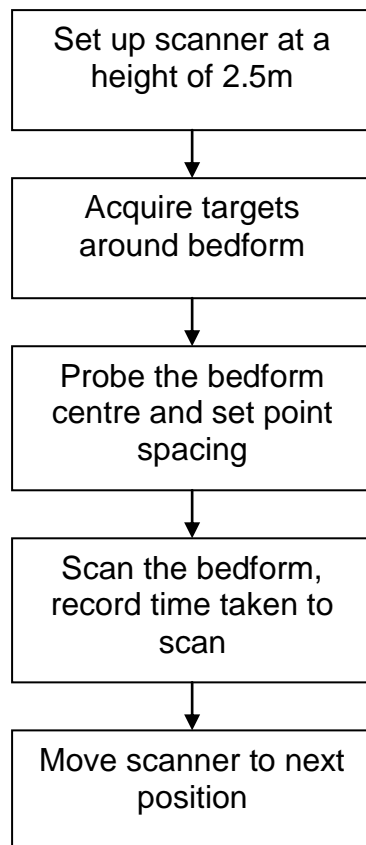 Set up scanner at a
height of 2.5m
Acquire targets
around bedform
Probe the bedform
centre and set point
spacing
Scan the bedform,
record time taken to
scan
Move scanner to next
position